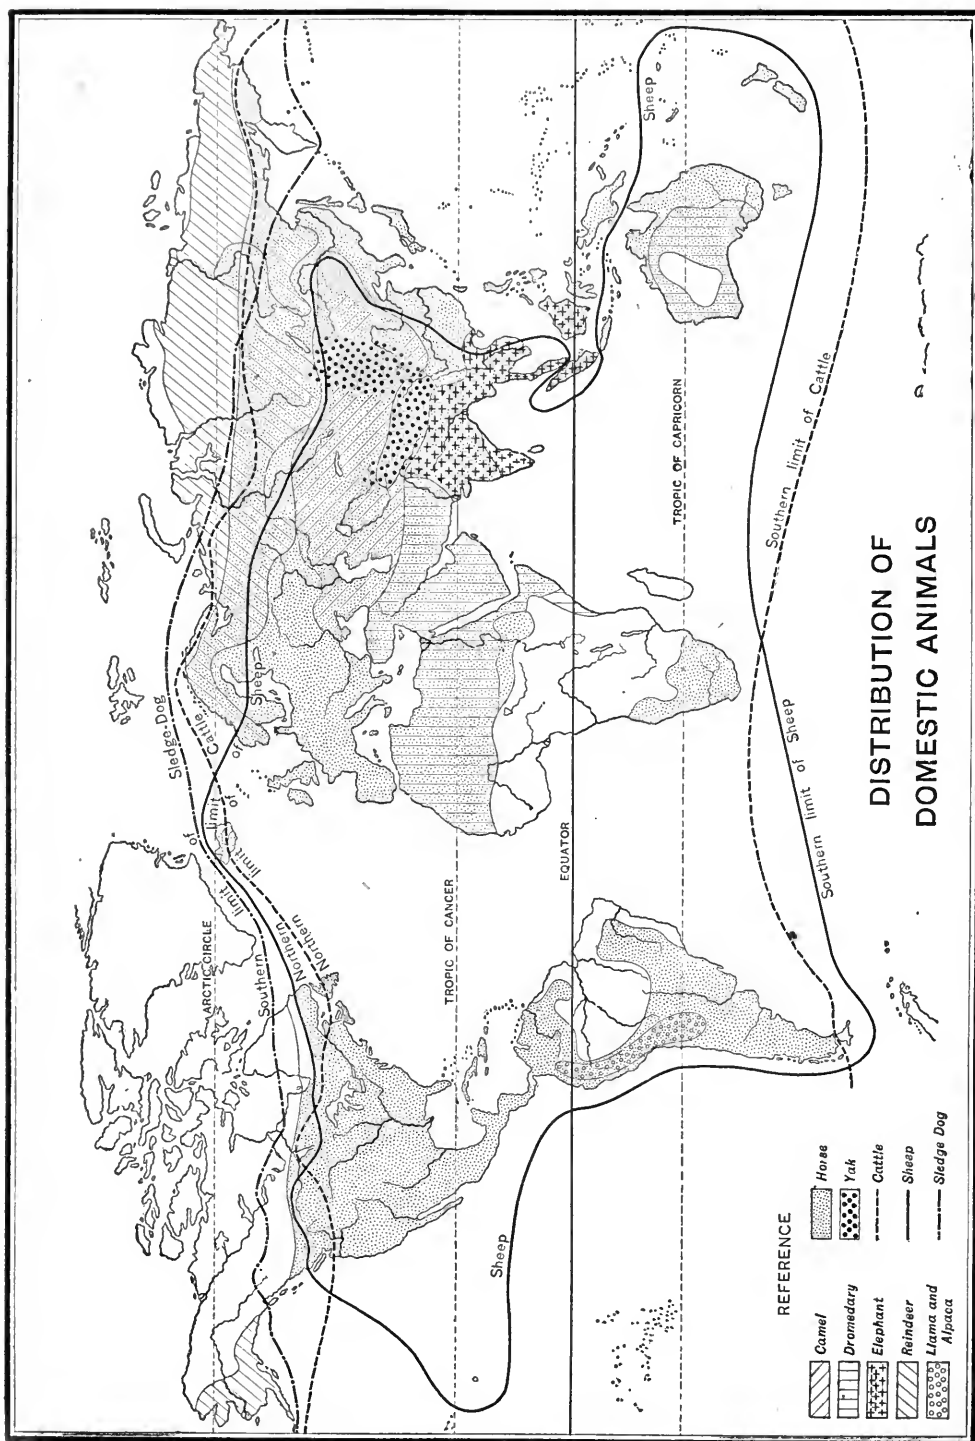 Sledge-Dog
Cattle
Sheep
of
of
limit
limit
Southern
Northern
Northern
ARCTIC CIRCLE
TROPIC OF CANCER
EQUATOR
TROPIC OF CAPRICORN
Sheep
Sheep
Southern limit of Cattle
Southern limit of Sheep
DISTRIBUTION OF
DOMESTIC ANIMALS
REFERENCE
Camel
Dromedary
Elephant
Reindeer
Llama and
Alpaca
Horse
Yak
Cattle
Sheep
Sledge Dog